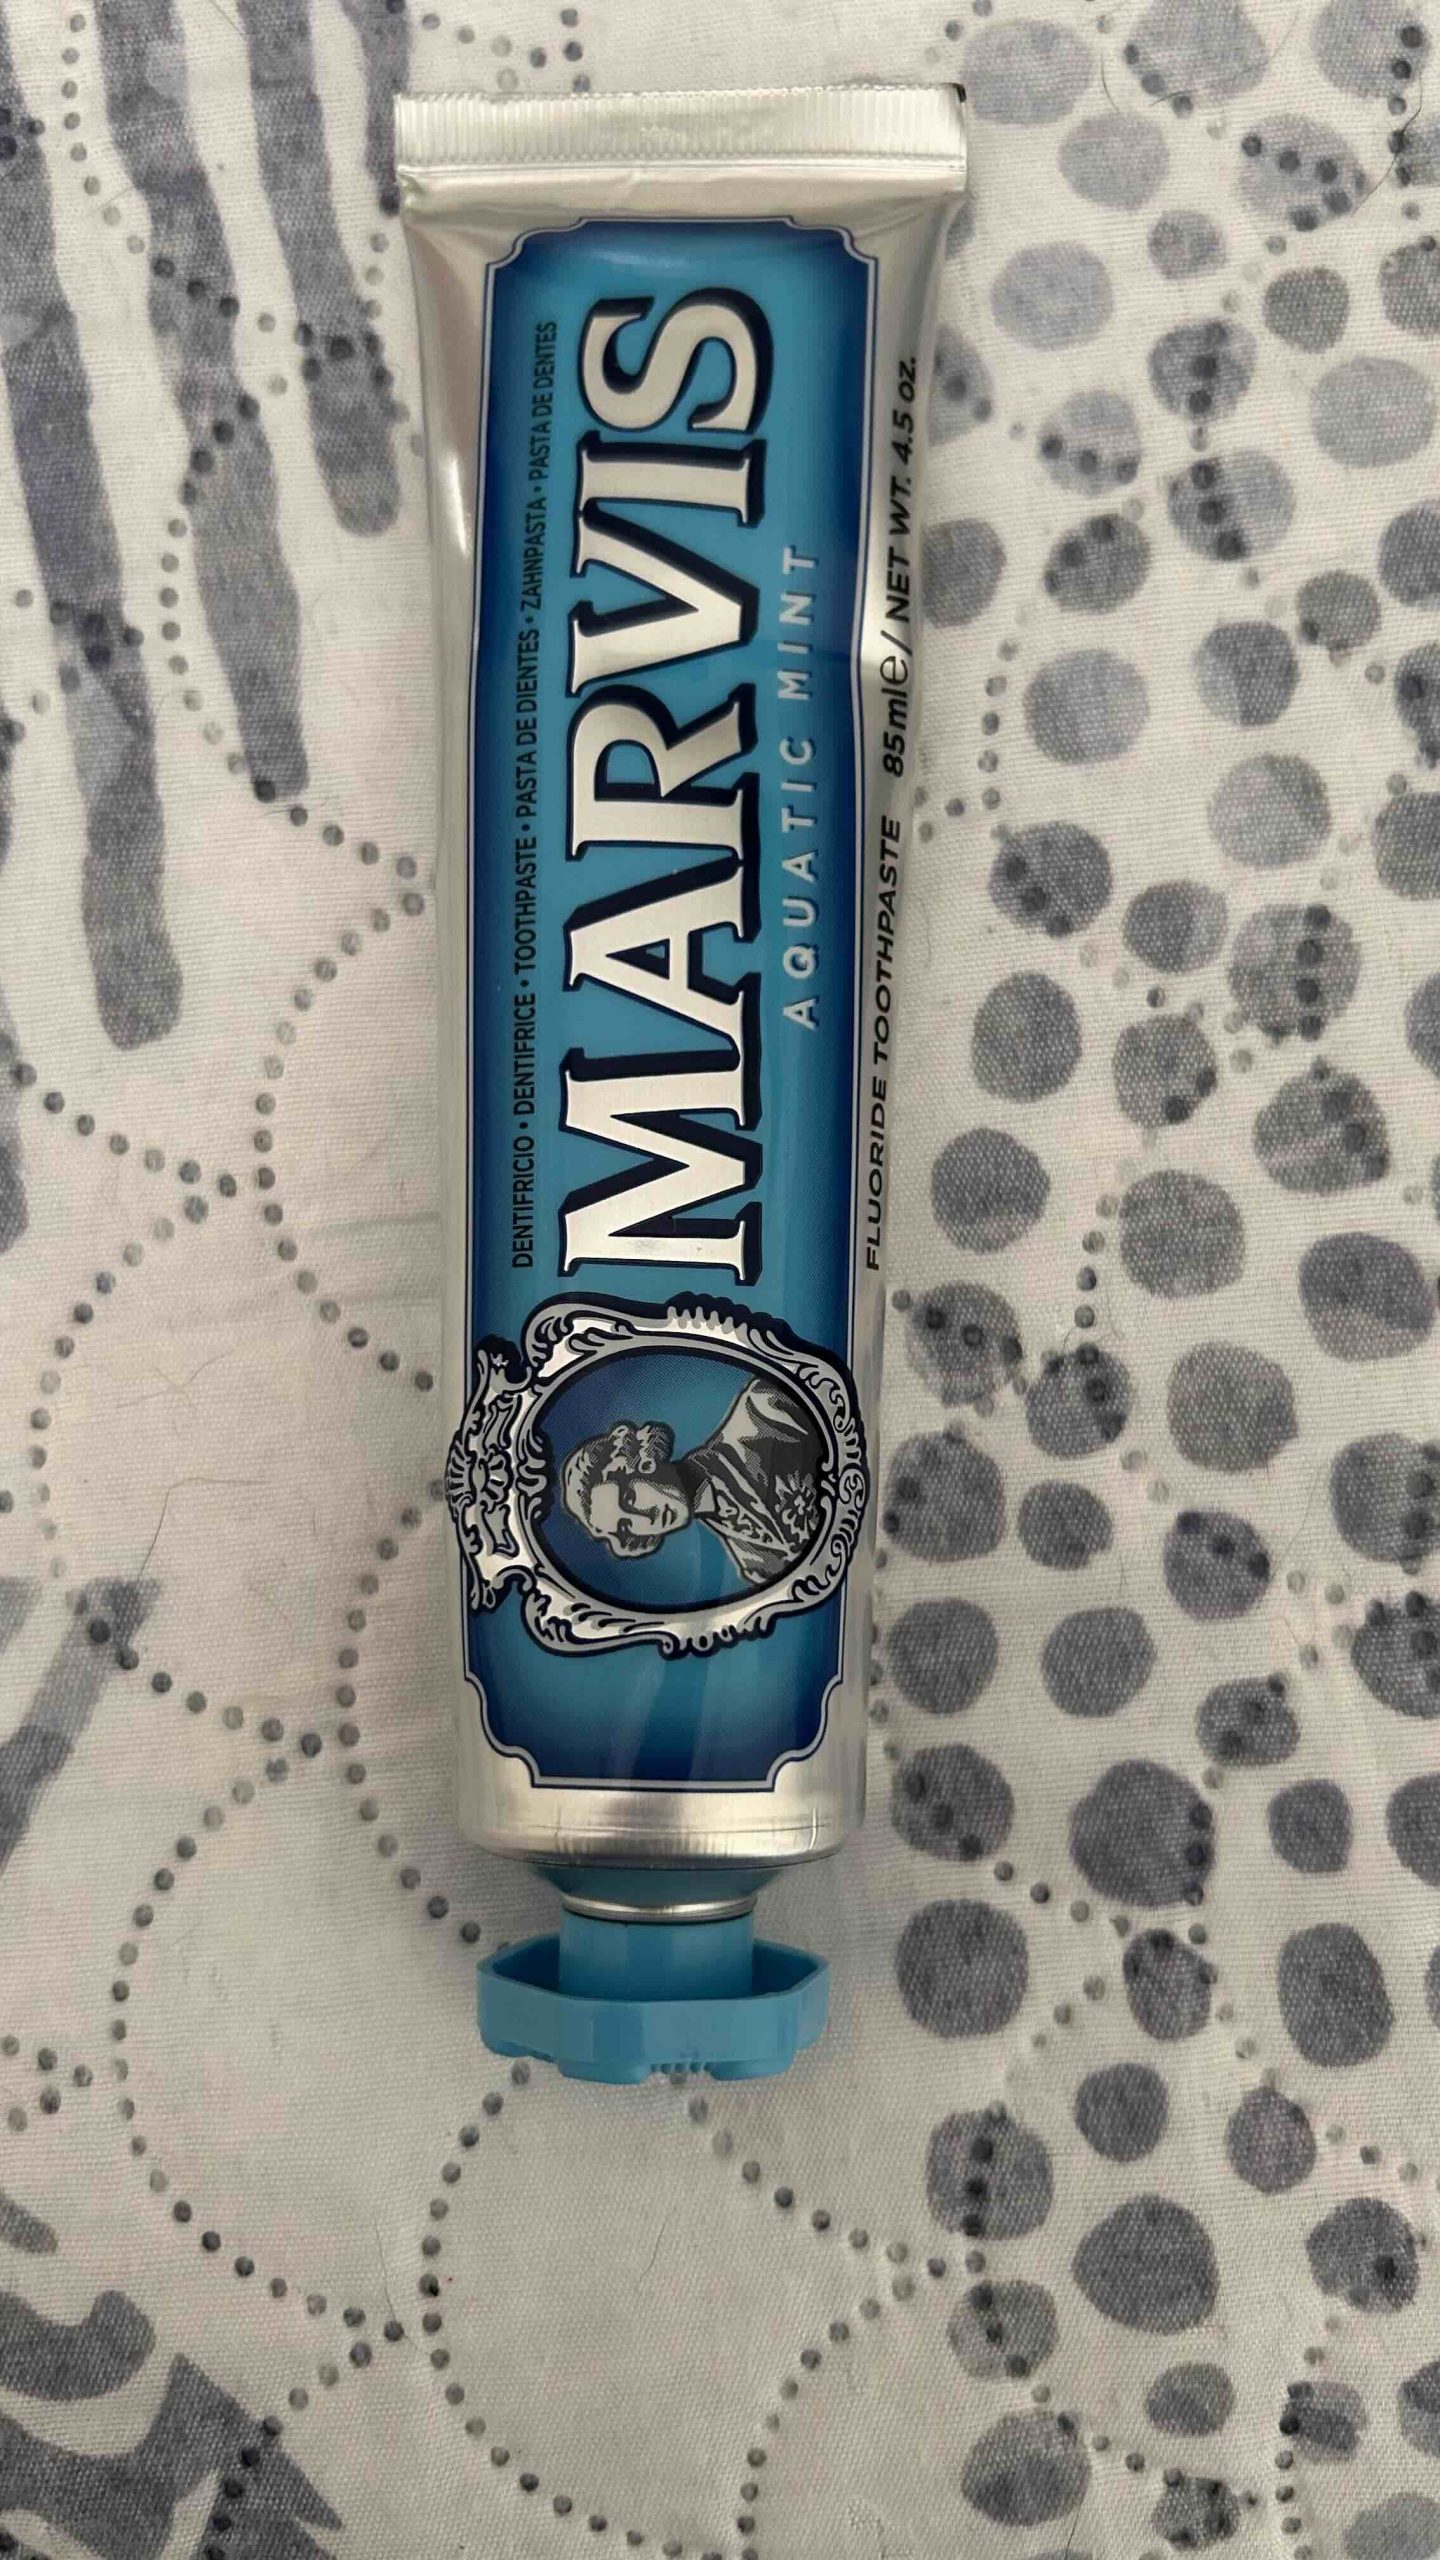 DENTIFRICIO • DENTIFRICE • TOOTHPASTE • PASTA DE DIENTES • ZAHNPASTA • PASTA DE DENTES
MARVIS
AQUATIC MINT
FLUORIDE TOOTHPASTE 85ml℮/ NET WT. 4.5 OZ.